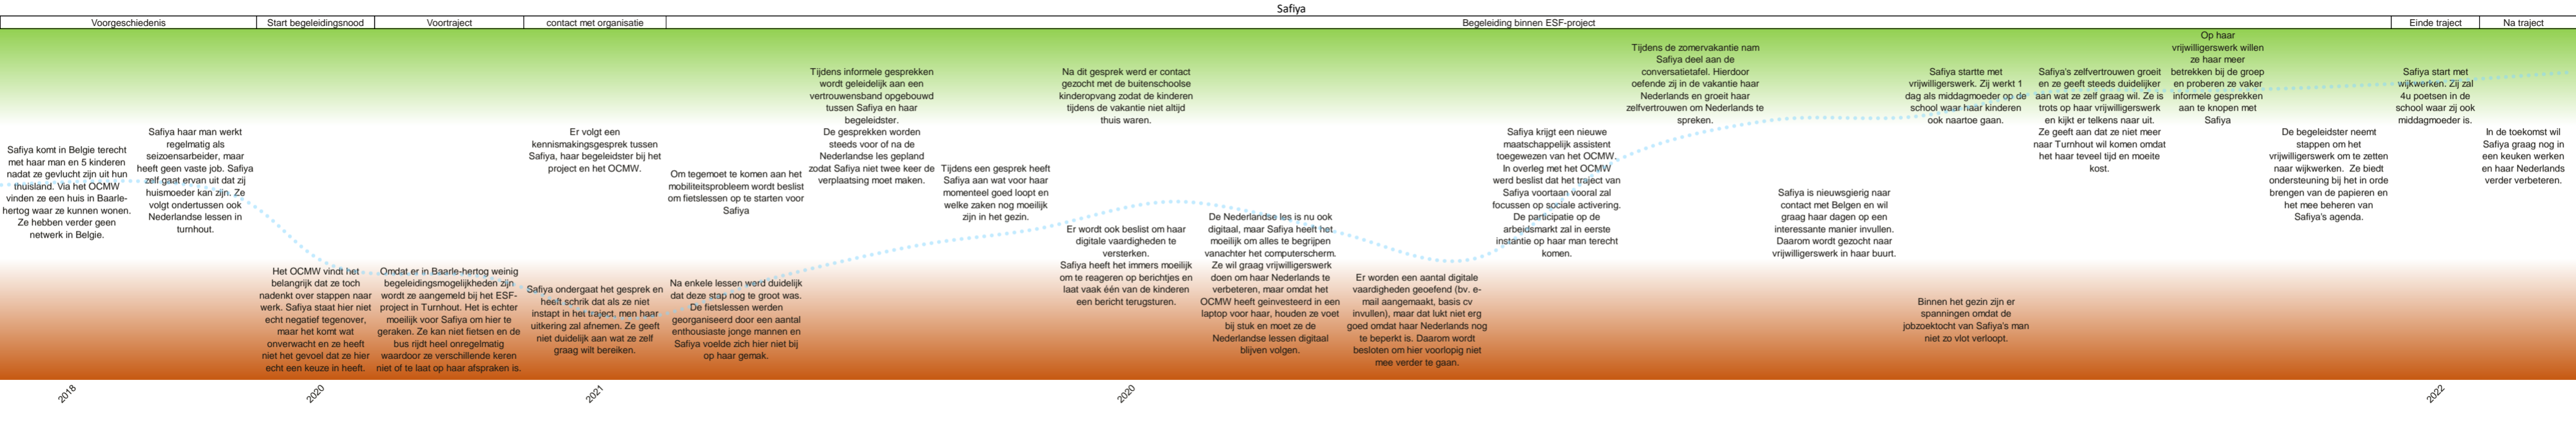 Safiya
Voorgeschiedenis
Start begeleidingsnood
Voortraject
contact met organisatie
Begeleiding binnen ESF-project
Einde traject
Na traject
Safiya komt in Belgie terecht
met haar man en 5 kinderen
nadat ze gevlucht zijn uit hun
thuisland. Via het OCMW
vinden ze een huis in Baarle-
hertog waar ze kunnen wonen.
Ze hebben verder geen
netwerk in Belgie.
Safiya haar man werkt
regelmatig als
seizoensarbeider, maar
heeft geen vaste job. Safiya
zelf gaat ervan uit dat zij
huismoeder kan zijn. Ze
volgt ondertussen ook
Nederlandse lessen in
turnhout.
Het OCMW vindt het
belangrijk dat ze toch
nadenkt over stappen naar
werk. Safiya staat hier niet
echt negatief tegenover,
maar het komt wat
onverwacht en ze heeft
niet het gevoel dat ze hier
echt een keuze in heeft.
Omdat er in Baarle-hertog weinig
begeleidingsmogelijkheden zijn
wordt ze aangemeld bij het ESF-
project in Turnhout. Het is echter
moeilijk voor Safiya om hier te
geraken. Ze kan niet fietsen en de
bus rijdt heel onregelmatig
waardoor ze verschillende keren
niet of te laat op haar afspraken is.
Er volgt een
kennismakingsgesprek tussen
Safiya, haar begeleidster bij het
project en het OCMW.
Safiya ondergaat het gesprek en
heeft schrik dat als ze niet
instapt in het traject, men haar
uitkering zal afnemen. Ze geeft
niet duidelijk aan wat ze zelf
graag wilt bereiken.
Om tegemoet te komen aan het
mobiliteitsprobleem wordt beslist
om fietslessen op te starten voor
Safiya
Na enkele lessen werd duidelijk
dat deze stap nog te groot was.
De fietslessen werden
georganiseerd door een aantal
enthousiaste jonge mannen en
Safiya voelde zich hier niet bij
op haar gemak.
Tijdens informele gesprekken
wordt geleidelijk aan een
vertrouwensband opgebouwd
tussen Safiya en haar
begeleidster.
De gesprekken worden
steeds voor of na de
Nederlandse les gepland
zodat Safiya niet twee keer de
verplaatsing moet maken.
Tijdens een gesprek heeft
Safiya aan wat voor haar
momenteel goed loopt en
welke zaken nog moeilijk
zijn in het gezin.
Na dit gesprek werd er contact
gezocht met de buitenschoolse
kinderopvang zodat de kinderen
tijdens de vakantie niet altijd
thuis waren.
Er wordt ook beslist om haar
digitale vaardigheden te
versterken.
Safiya heeft het immers moeilijk
om te reageren op berichtjes en
laat vaak één van de kinderen
een bericht terugsturen.
De Nederlandse les is nu ook
digitaal, maar Safiya heeft het
moeilijk om alles te begrijpen
vanachter het computerscherm.
Ze wil graag vrijwilligerswerk
doen om haar Nederlands te
verbeteren, maar omdat het
OCMW heeft geinvesteerd in een
laptop voor haar, houden ze voet
bij stuk en moet ze de
Nederlandse lessen digitaal
blijven volgen.
Er worden een aantal digitale
vaardigheden geoefend (bv. e-
mail aangemaakt, basis cv
invullen), maar dat lukt niet erg
goed omdat haar Nederlands nog
te beperkt is. Daarom wordt
besloten om hier voorlopig niet
mee verder te gaan.
Safiya krijgt een nieuwe
maatschappelijk assistent
toegewezen van het OCMW.
In overleg met het OCMW
werd beslist dat het traject van
Safiya voortaan vooral zal
focussen op sociale activering.
De participatie op de
arbeidsmarkt zal in eerste
instantie op haar man terecht
komen.
Tijdens de zomervakantie nam
Safiya deel aan de
conversatietafel. Hierdoor
oefende zij in de vakantie haar
Nederlands en groeit haar
zelfvertrouwen om Nederlands te
spreken.
Safiya is nieuwsgierig naar
contact met Belgen en wil
graag haar dagen op een
interessante manier invullen.
Daarom wordt gezocht naar
vrijwilligerswerk in haar buurt.
Safiya startte met
vrijwilligerswerk. Zij werkt 1
dag als middagmoeder op de
school waar haar kinderen
ook naartoe gaan.
Binnen het gezin zijn er
spanningen omdat de
jobzoektocht van Safiya's man
niet zo vlot verloopt.
Safiya's zelfvertrouwen groeit
en ze geeft steeds duidelijker
aan wat ze zelf graag wil. Ze is
trots op haar vrijwilligerswerk
en kijkt er telkens naar uit.
Ze geeft aan dat ze niet meer
naar Turnhout wil komen omdat
het haar teveel tijd en moeite
kost.
Op haar
vrijwilligerswerk willen
ze haar meer
betrekken bij de groep
en proberen ze vaker
informele gesprekken
aan te knopen met
Safiya
De begeleidster neemt
stappen om het
vrijwilligerswerk om te zetten
naar wijkwerken. Ze biedt
ondersteuning bij het in orde
brengen van de papieren en
het mee beheren van
Safiya's agenda.
Safiya start met
wijkwerken. Zij zal
4u poetsen in de
school waar zij ook
middagmoeder is.
In de toekomst wil
Safiya graag nog in
een keuken werken
en haar Nederlands
verder verbeteren.
2018
2020
2021
2020
2022